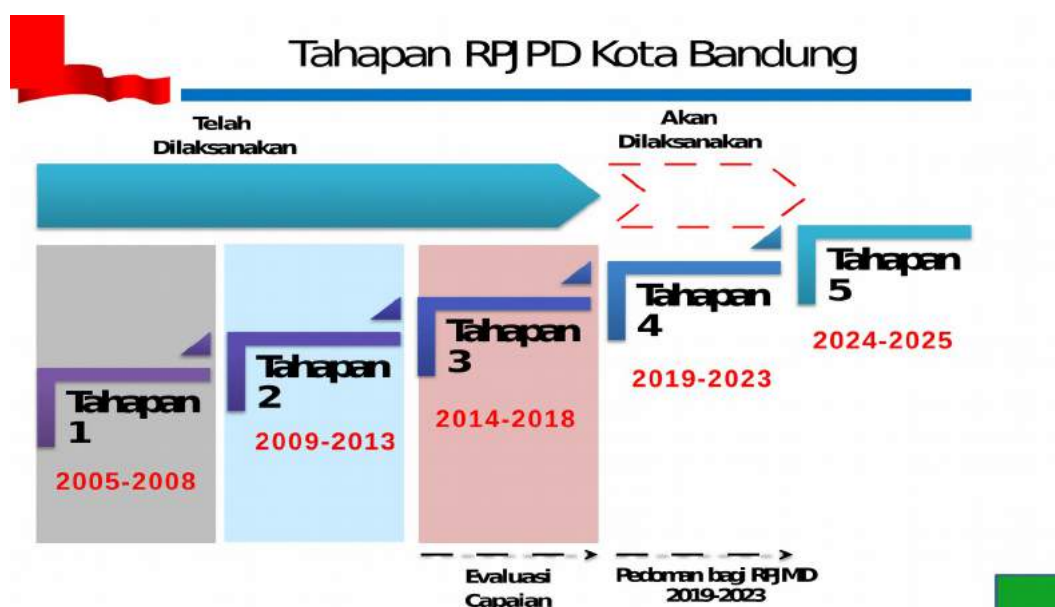 Tahapan RPJPD Kota Bandung
Telah
Dilaksanakan
Akan
Dilaksanakan
Tahapan
1
2005-2008
Tahapan
2
2009-2013
Tahapan
3
2014-2018
Tahapan
4
2019-2023
Tahapan
5
2024-2025
Evaluasi
Capaian
Pedoman bagi RPJMD
2019-2023